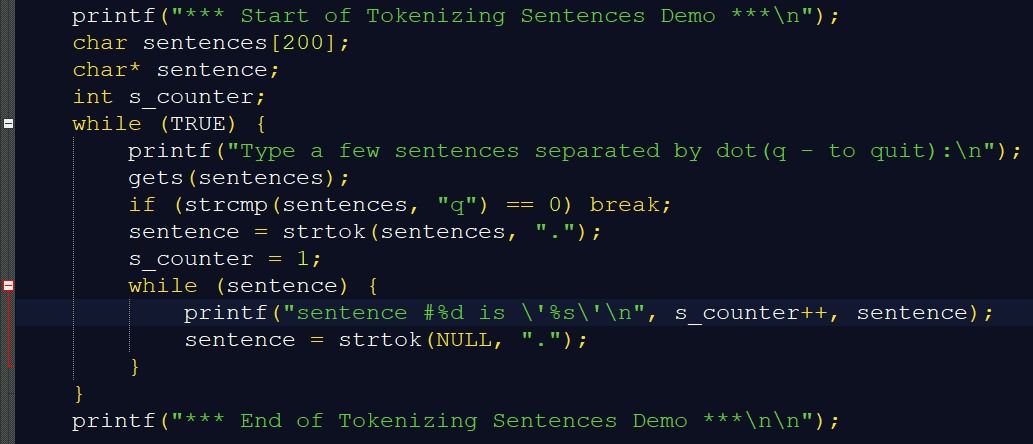 printf("*** Start of Tokenizing Sentences Demo ***\n");
char sentences[200];
char* sentence;
int s_counter;
while (TRUE) {
printf("Type a few sentences separated by dot(q - to quit):\n");
gets(sentences);
if (strcmp(sentences, "q") == 0) break;
sentence = strtok(sentences, ".");
s_counter = 1;
while (sentence) {
printf("sentence #%d is \'%s\'\n", s_counter++, sentence);
sentence = strtok(NULL, ".");
}
}
printf("*** End of Tokenizing Sentences Demo ***\n\n");